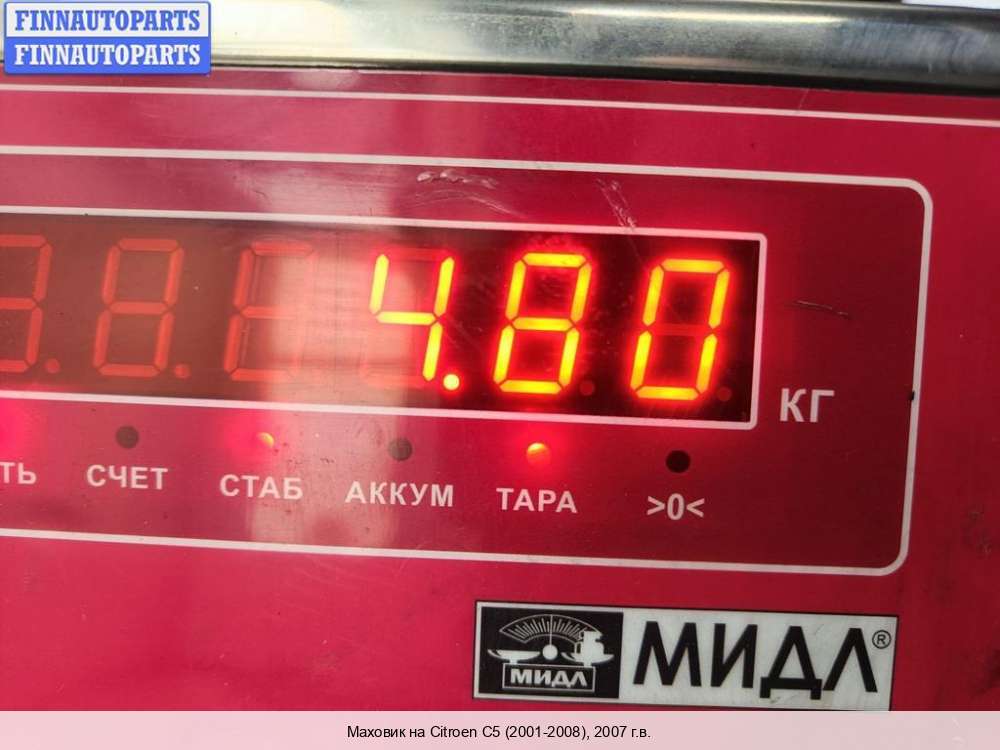 FINNAUTOPARTS
FINNAUTOPARTS
4.80
КГ
ТЬ СЧЕТ СТАБ АККУМ ТАРА >0<
МИДЛ МИДЛ®
Маховик на Citroen C5 (2001-2008), 2007 г.в.